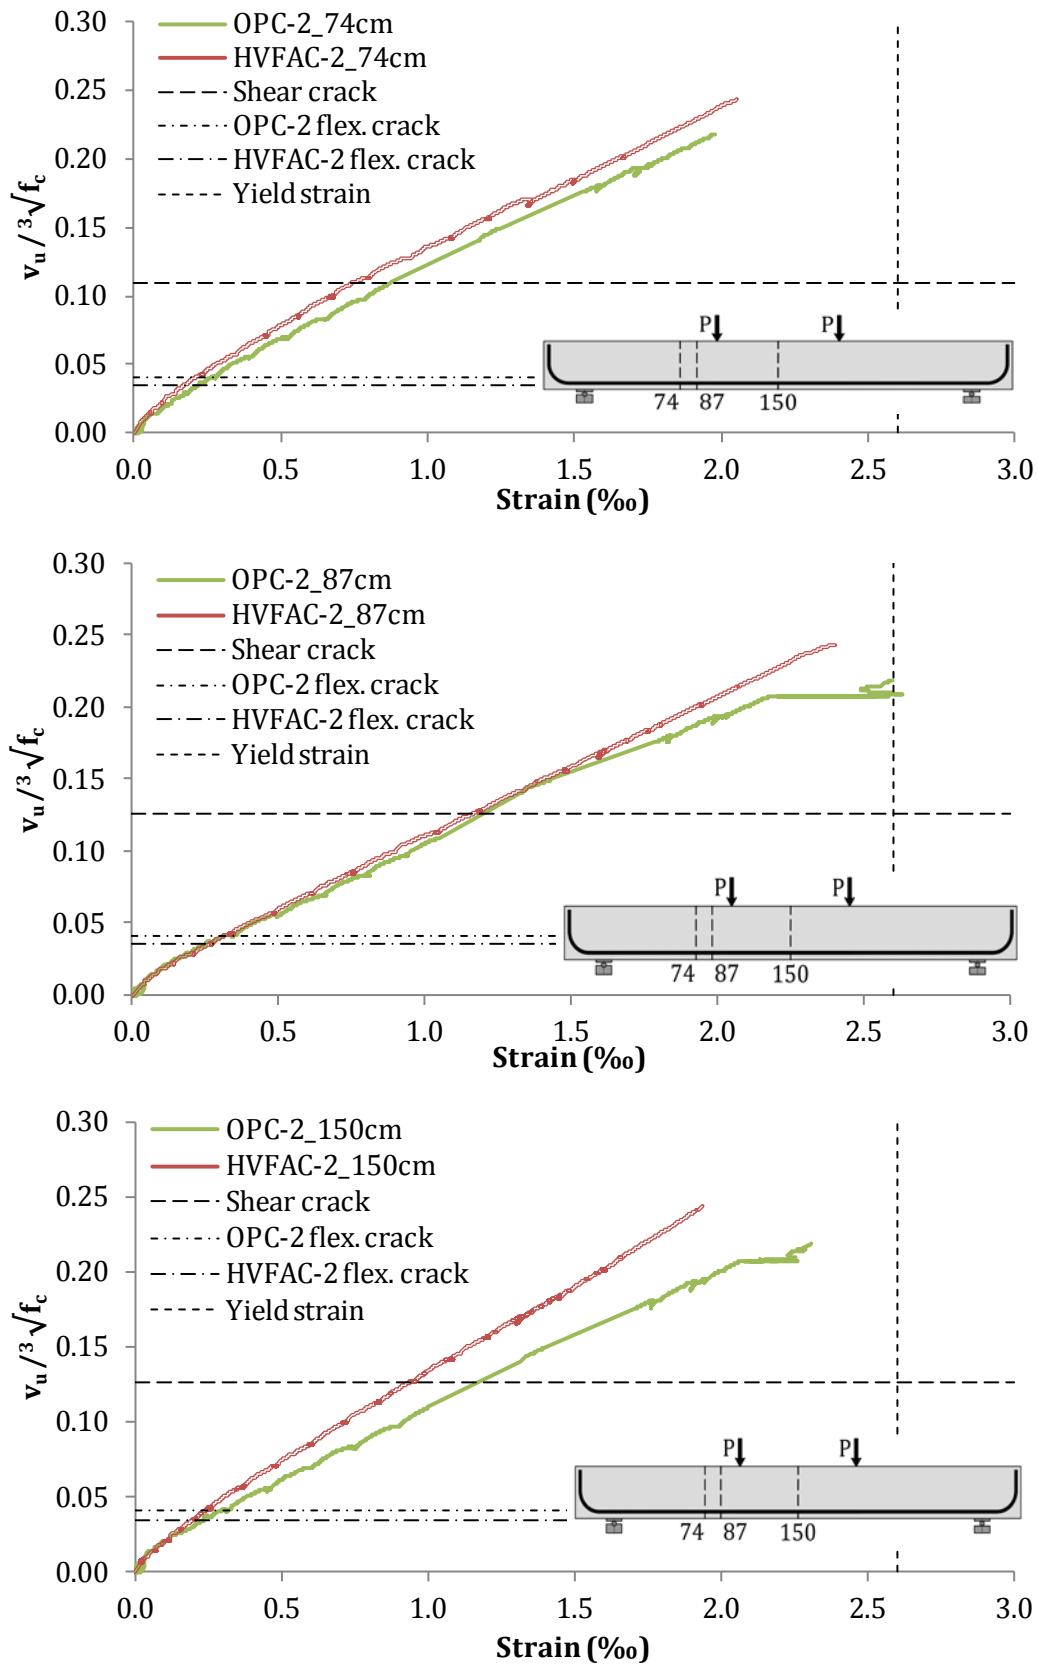 0.30
0.25
0.20
0.15
0.10
0.05
0.00
v_u/³√f_c
OPC-2_74cm
HVFAC-2_74cm
Shear crack
OPC-2 flex. crack
HVFAC-2 flex. crack
Yield strain
P P
74 87 150
0.0 0.5 1.0 1.5 2.0 2.5 3.0
Strain (‰)
0.30
0.25
0.20
0.15
0.10
0.05
0.00
v_u/³√f_c
OPC-2_87cm
HVFAC-2_87cm
Shear crack
OPC-2 flex. crack
HVFAC-2 flex. crack
Yield strain
P P
74 87 150
0.0 0.5 1.0 1.5 2.0 2.5 3.0
Strain (‰)
0.30
0.25
0.20
0.15
0.10
0.05
0.00
v_u/³√f_c
OPC-2_150cm
HVFAC-2_150cm
Shear crack
OPC-2 flex. crack
HVFAC-2 flex. crack
Yield strain
P P
74 87 150
0.0 0.5 1.0 1.5 2.0 2.5 3.0
Strain (‰)